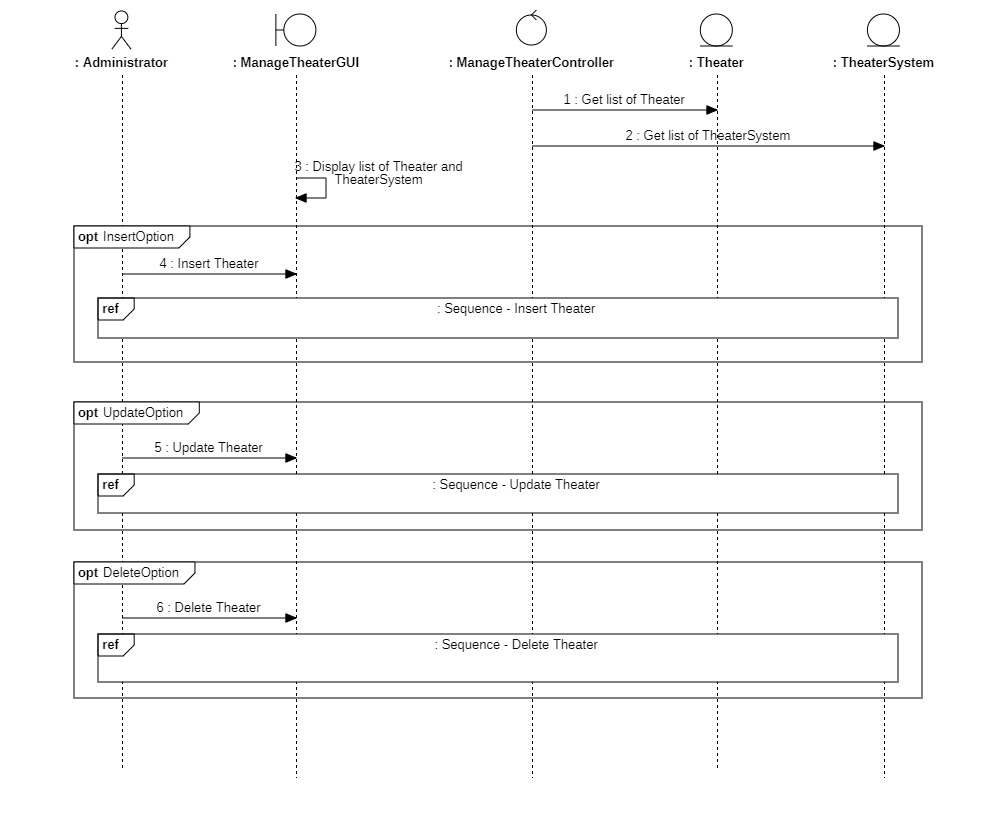 : Administrator
: ManageTheaterGUI
: ManageTheaterController
: Theater
: TheaterSystem
1 : Get list of Theater
2 : Get list of TheaterSystem
3 : Display list of Theater and
TheaterSystem
opt InsertOption
4 : Insert Theater
ref
: Sequence - Insert Theater
opt UpdateOption
5 : Update Theater
ref
: Sequence - Update Theater
opt DeleteOption
6 : Delete Theater
ref
: Sequence - Delete Theater